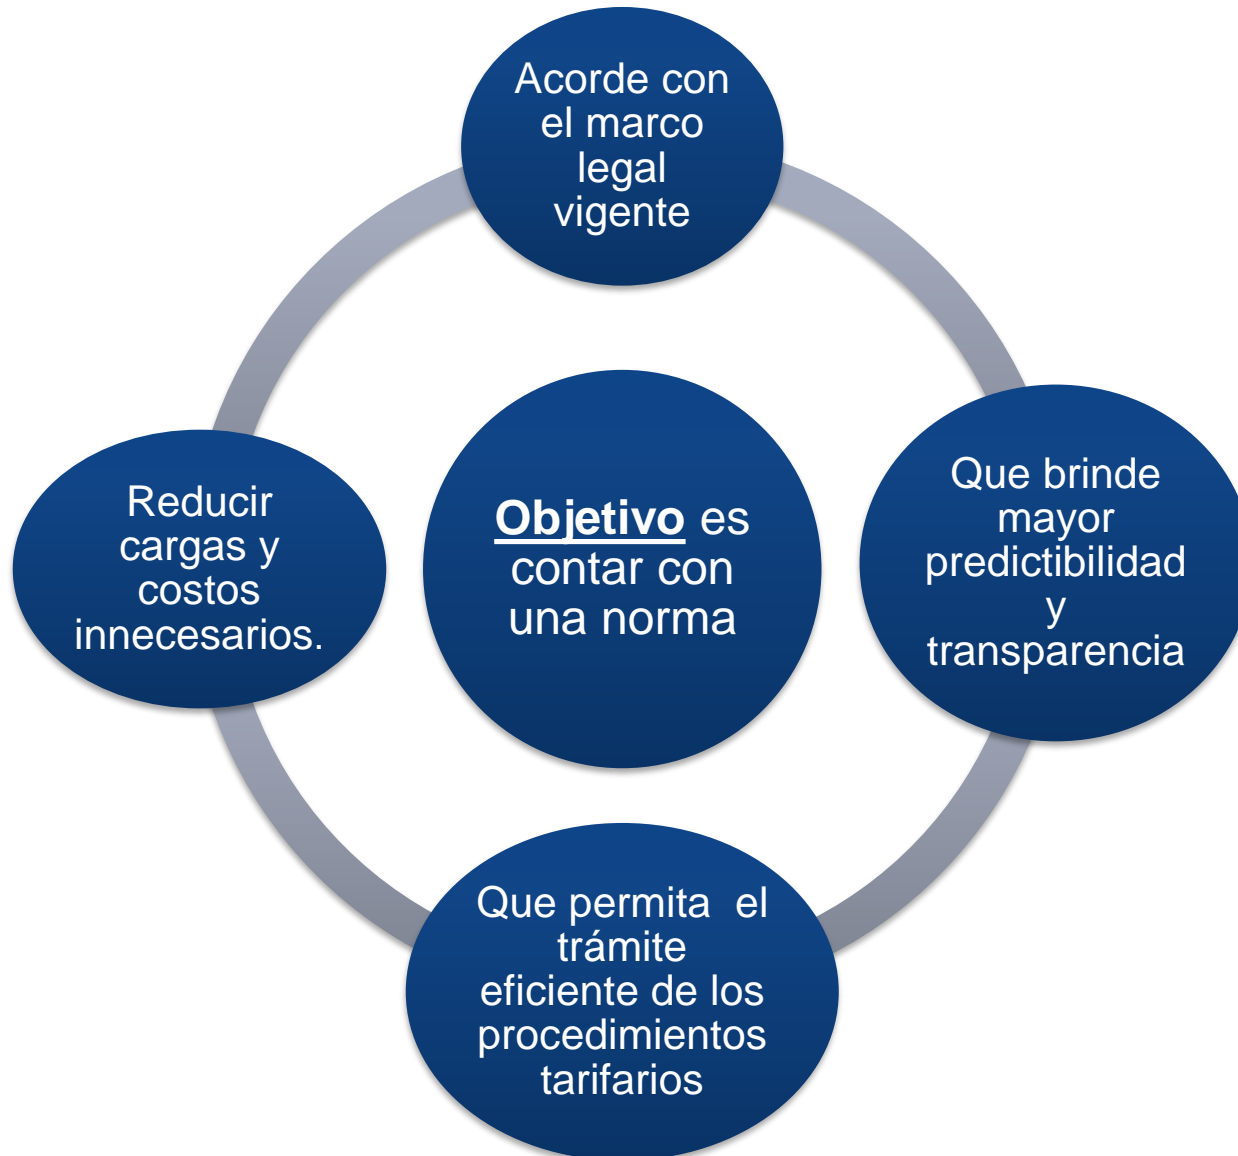 Acorde con
el marco
legal
vigente
Que brinde
mayor
predictibilidad
y
transparencia
Que permita  el
trámite
eficiente de los
procedimientos
tarifarios
Reducir
cargas y
costos
innecesarios.
Objetivo es
contar con
una norma